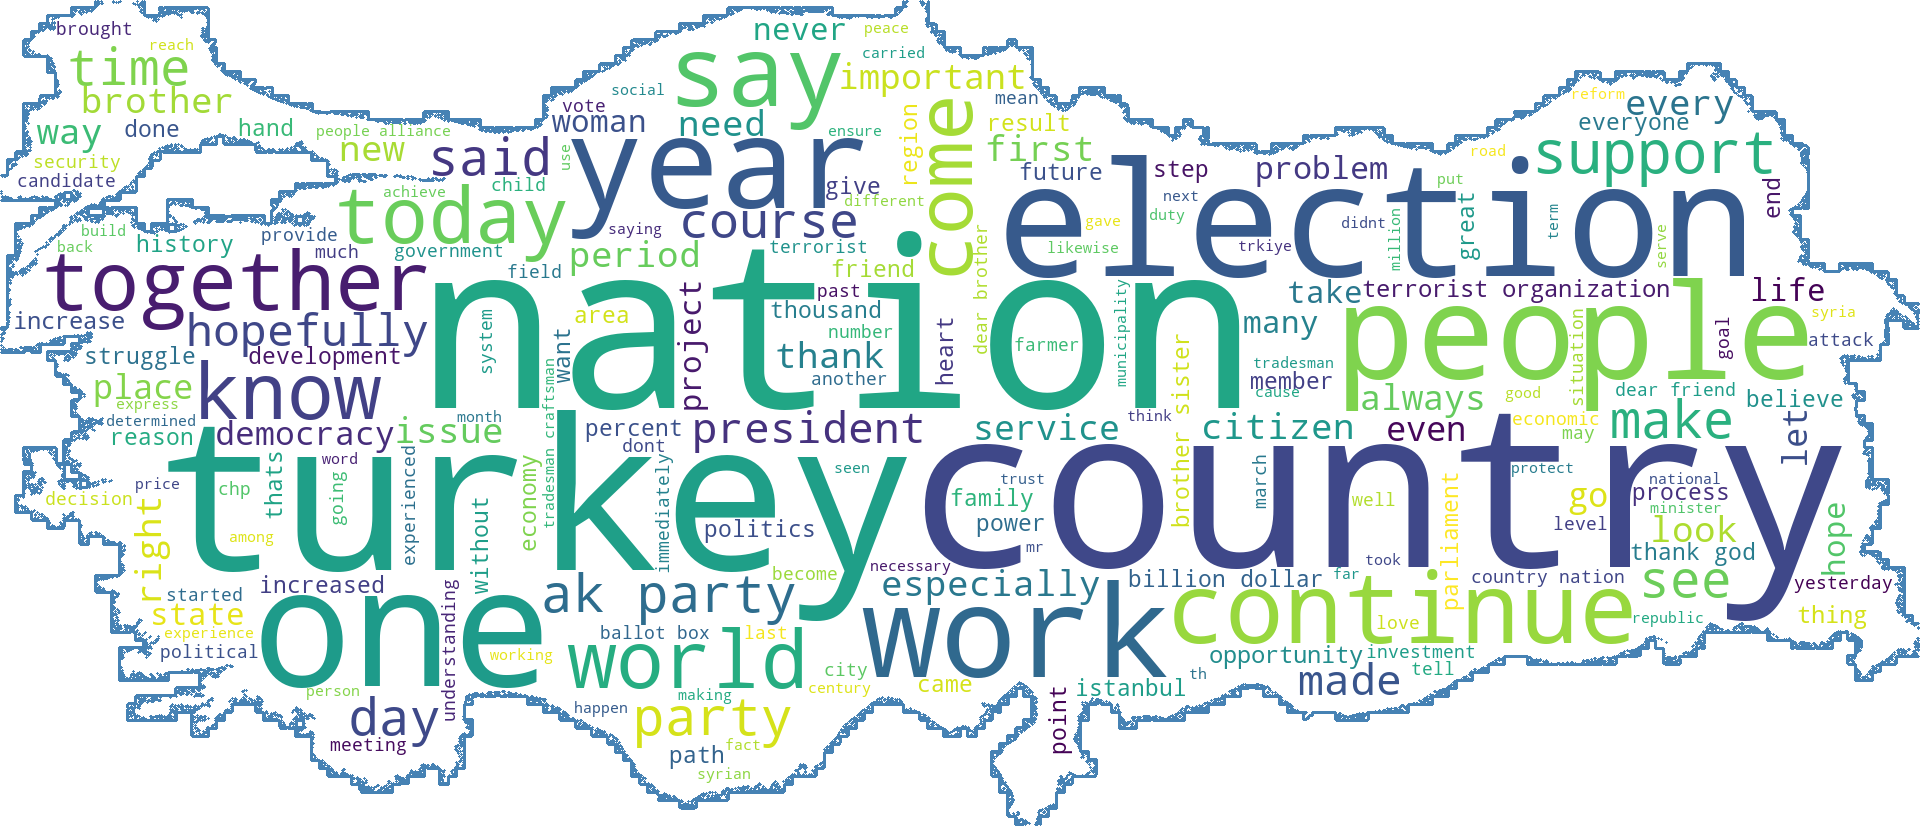 brought
reach
time
brother
way
done
hand
security
candidate
people alliance
new
never
peace
say
carried
important
social
vote
woman
need
ensure
mean
region
result
come
first
reform
every
everyone
support
road
said
use
year
give
different
today
achieve
child
course
saying
future
step
next
problem
put
end
election
gave
duty
didnt
million
great
term
serve
likewise
trkiye
build
back
history
provide
much
government
field
period
terrorist
friend
dear brother
together
increase
hopefully
system
area
project
past
thousand
number
nation
heart
farmer
municipality
take
many
terrorist organization
life
people
goal
syria
attack
situation
struggle
development
want
thank
another
brother sister
tradesman
member
cause
good
dear friend
believe
place
express
know
determined
reason
democracy
issue
month
tradesman craftsman
percent
dont
president
service
think
citizen
always
even
economic
may
make
let
word
price
chp
thats
going
decision
right
turkey
experienced
without
economy
immediately
seen
politics
family
trust
power
mr
march
country
well
parliament
protect
go
process
national
minister
level
look
thank god
hope
among
increased
started
state
experience
political
one
understanding
ak party
become
necessary
especially
billion dollar
far
took
country nation
see
yesterday
thing
republic
ballot box
last
working
world
work
continue
love
investment
opportunity
tell
city
century
came
istanbul
th
made
person
day
meeting
making
happen
party
fact
path
syrian
point